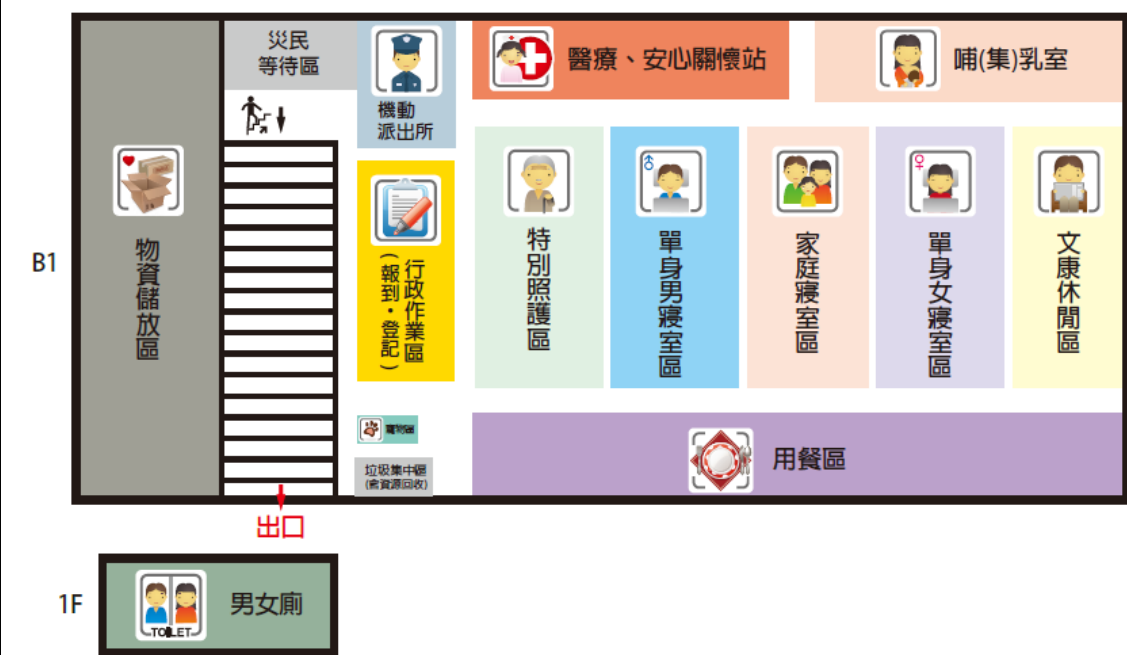 災民
等待區
機動
派出所
醫療、安心關懷站
哺(集)乳室
B1
物資儲放區
行政作業區
(報到・登記)
特別照護區
單身男寢室區
家庭寢室區
單身女寢室區
文康休閒區
寵物區
垃圾集中區
(含資源回收)
用餐區
出口
1F
TOILET
男女廁